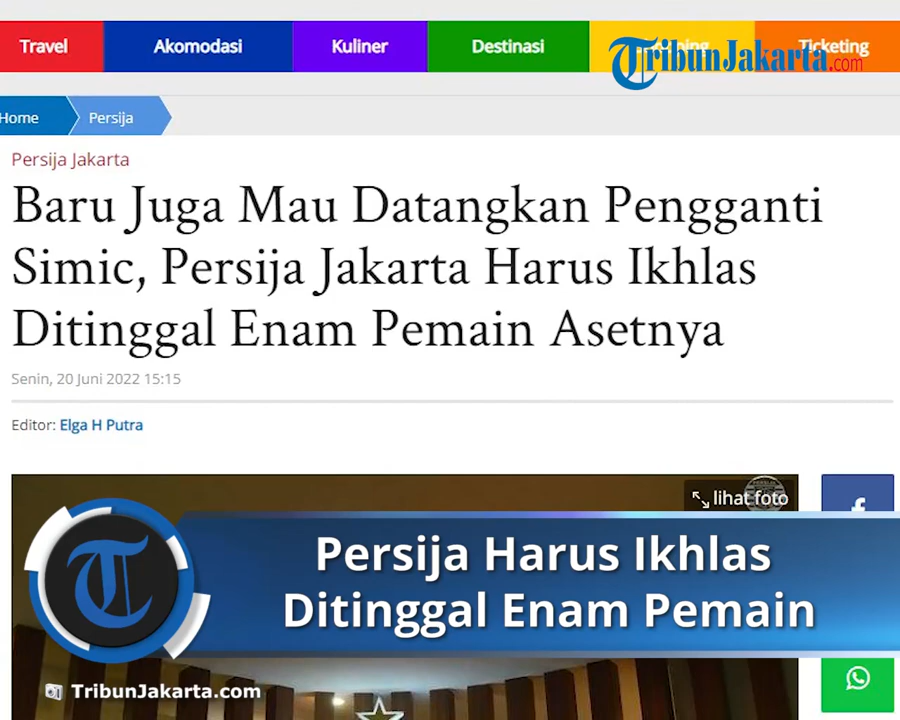 Travel
Akomodasi
Kuliner
Destinasi
Ticketing
TribunJakarta.com
Home
Persija
Persija Jakarta
Baru Juga Mau Datangkan Pengganti
Simic, Persija Jakarta Harus Ikhlas
Ditinggal Enam Pemain Asetnya
Senin, 20 Juni 2022 15:15
Editor: Elga H Putra
lihat foto
Persija Harus Ikhlas
Ditinggal Enam Pemain
TribunJakarta.com